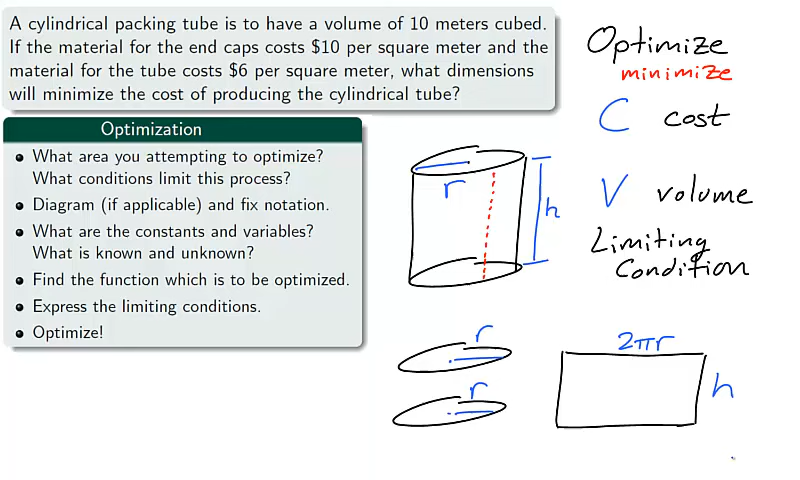 A cylindrical packing tube is to have a volume of 10 meters cubed.
If the material for the end caps costs $10 per square meter and the
material for the tube costs $6 per square meter, what dimensions
will minimize the cost of producing the cylindrical tube?
Optimization
• What area you attempting to optimize?
What conditions limit this process?
• Diagram (if applicable) and fix notation.
• What are the constants and variables?
What is known and unknown?
• Find the function which is to be optimized.
• Express the limiting conditions.
• Optimize!
Optimize
minimize
C cost
V volume
Limiting
Condition
r
h
r
r
2πr
h